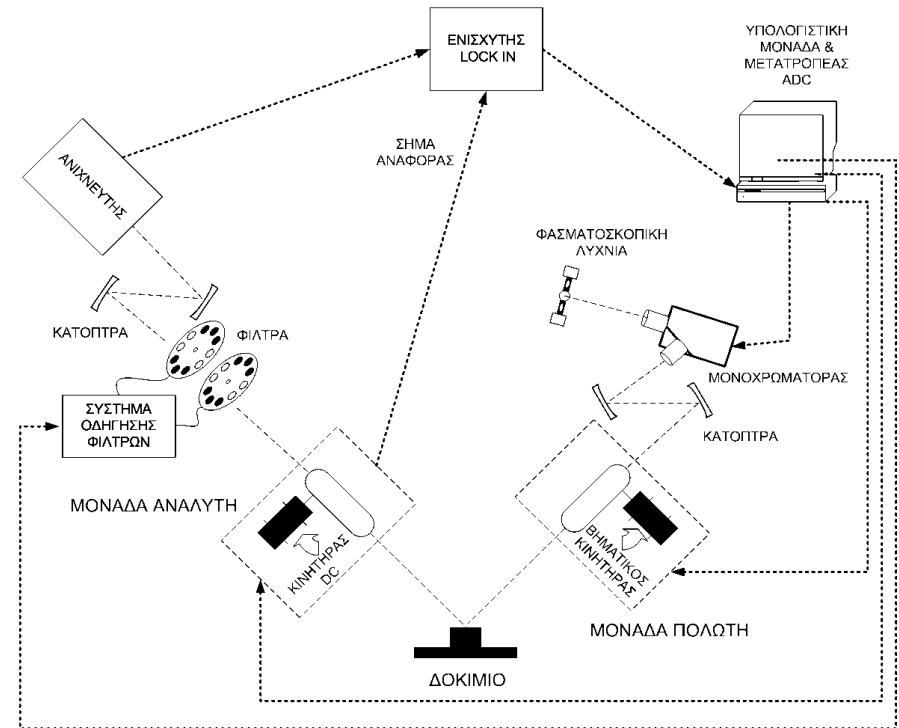 ΕΝΙΣΧΥΤΗΣ
LOCK IN
ΥΠΟΛΟΓΙΣΤΙΚΗ
ΜΟΝΑΔΑ &
ΜΕΤΑΤΡΟΠΕΑΣ
ADC
ΣΗΜΑ
ΑΝΑΦΟΡΑΣ
ΑΝΙΧΝΕΥΤΗΣ
ΦΑΣΜΑΤΟΣΚΟΠΙΚΗ
ΛΥΧΝΙΑ
ΚΑΤΟΠΤΡΑ
ΦΙΛΤΡΑ
ΜΟΝΟΧΡΩΜΑΤΟΡΑΣ
ΣΥΣΤΗΜΑ
ΟΔΗΓΗΣΗΣ
ΦΙΛΤΡΩΝ
ΚΑΤΟΠΤΡΑ
ΜΟΝΑΔΑ ΑΝΑΛΥΤΗ
ΚΙΝΗΤΗΡΑΣ
DC
ΒΗΜΑΤΙΚΟΣ
ΚΙΝΗΤΗΡΑΣ
ΜΟΝΑΔΑ ΠΟΛΩΤΗ
ΔΟΚΙΜΙΟ